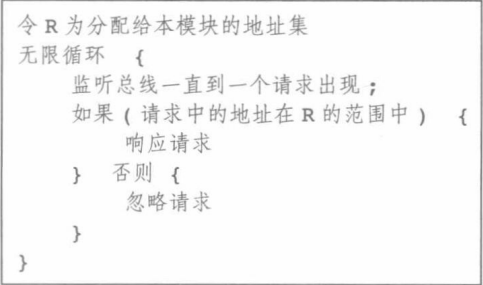 令 R 为分配给本模块的地址集
无限循环 {
监听总线一直到一个请求出现;
如果 ( 请求中的地址在 R 的范围中 ) {
响应请求
} 否则 {
忽略请求
}
}